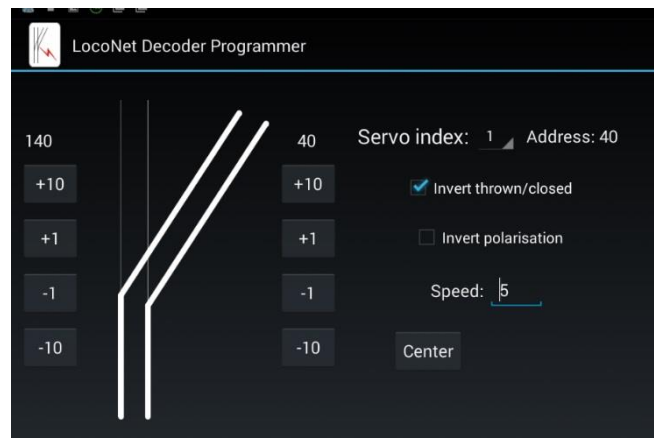 LocoNet Decoder Programmer
140
40
Servo index: 1 Address: 40
+10
+10
Invert thrown/closed
+1
+1
Invert polarisation
-1
-1
Speed: 5
-10
-10
Center